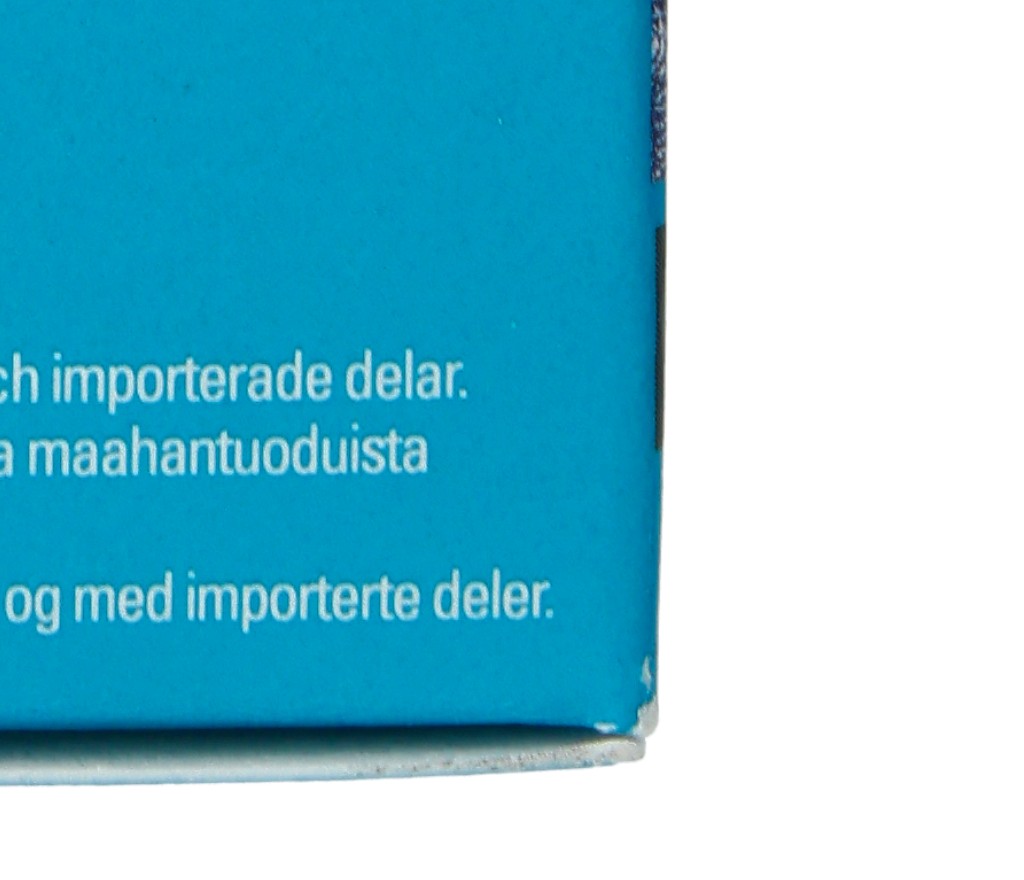 ch importerade delar.
a maahantuoduista
og med importerte deler.